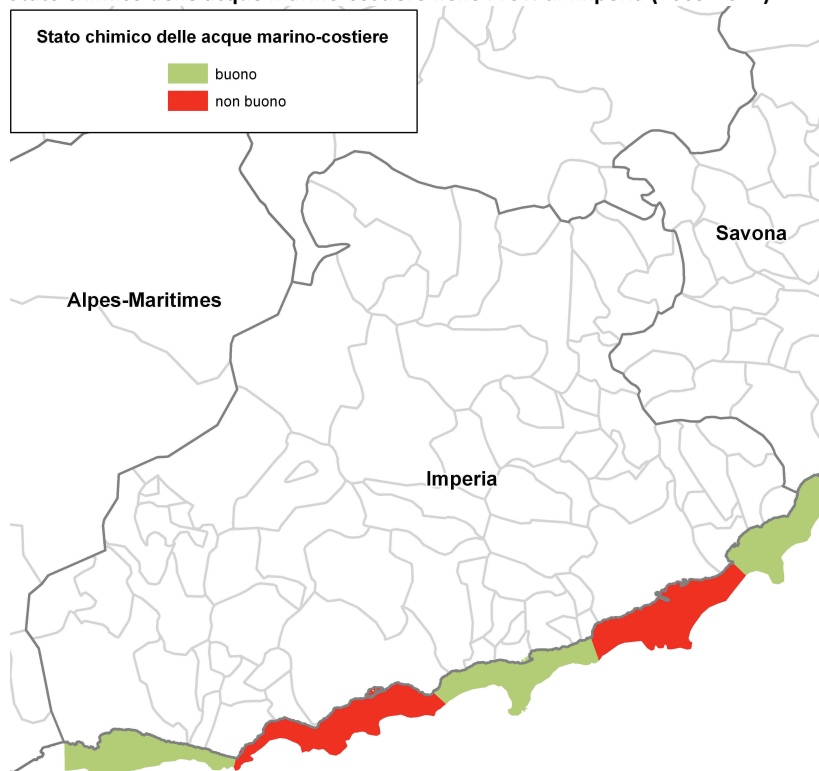 Stato chimico delle acque marino-costiere
buono
non buono
Savona
Alpes-Maritimes
Imperia